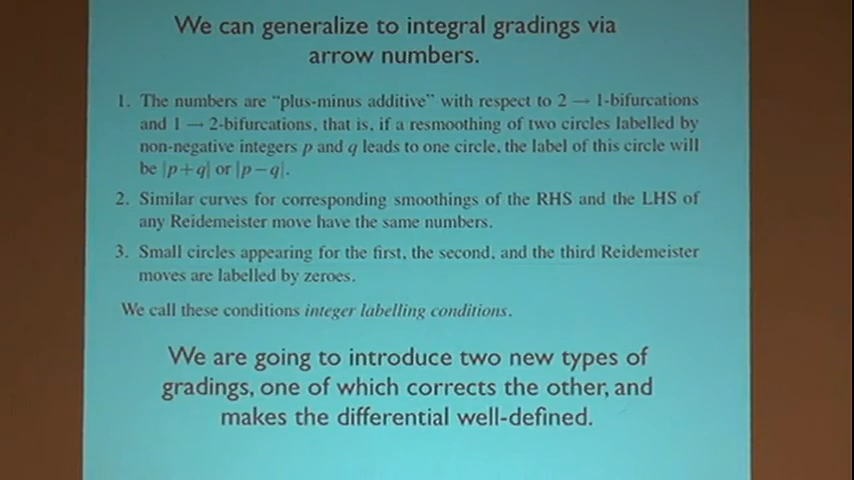 We can generalize to integral gradings via
arrow numbers.
1. The numbers are “plus-minus additive” with respect to 2 → 1-bifurcations
and 1 → 2-bifurcations, that is, if a resmoothing of two circles labelled by
non-negative integers p and q leads to one circle, the label of this circle will
be |p+q| or |p−q|.
2. Similar curves for corresponding smoothings of the RHS and the LHS of
any Reidemeister move have the same numbers.
3. Small circles appearing for the first, the second, and the third Reidemeister
moves are labelled by zeroes.
We call these conditions integer labelling conditions.
We are going to introduce two new types of
gradings, one of which corrects the other, and
makes the differential well-defined.